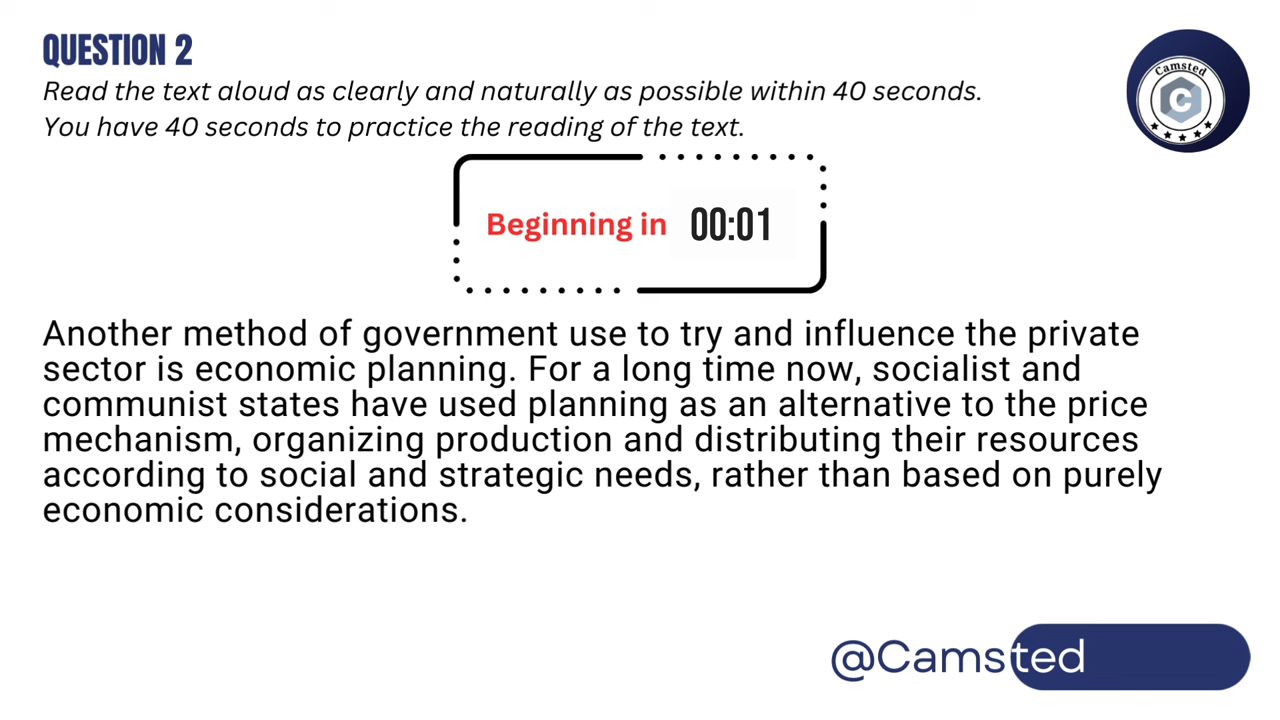 QUESTION 2
Read the text aloud as clearly and naturally as possible within 40 seconds.
You have 40 seconds to practice the reading of the text.
Camsted
C
Beginning in 00:01
Another method of government use to try and influence the private
sector is economic planning. For a long time now, socialist and
communist states have used planning as an alternative to the price
mechanism, organizing production and distributing their resources
according to social and strategic needs, rather than based on purely
economic considerations.
@Camsted